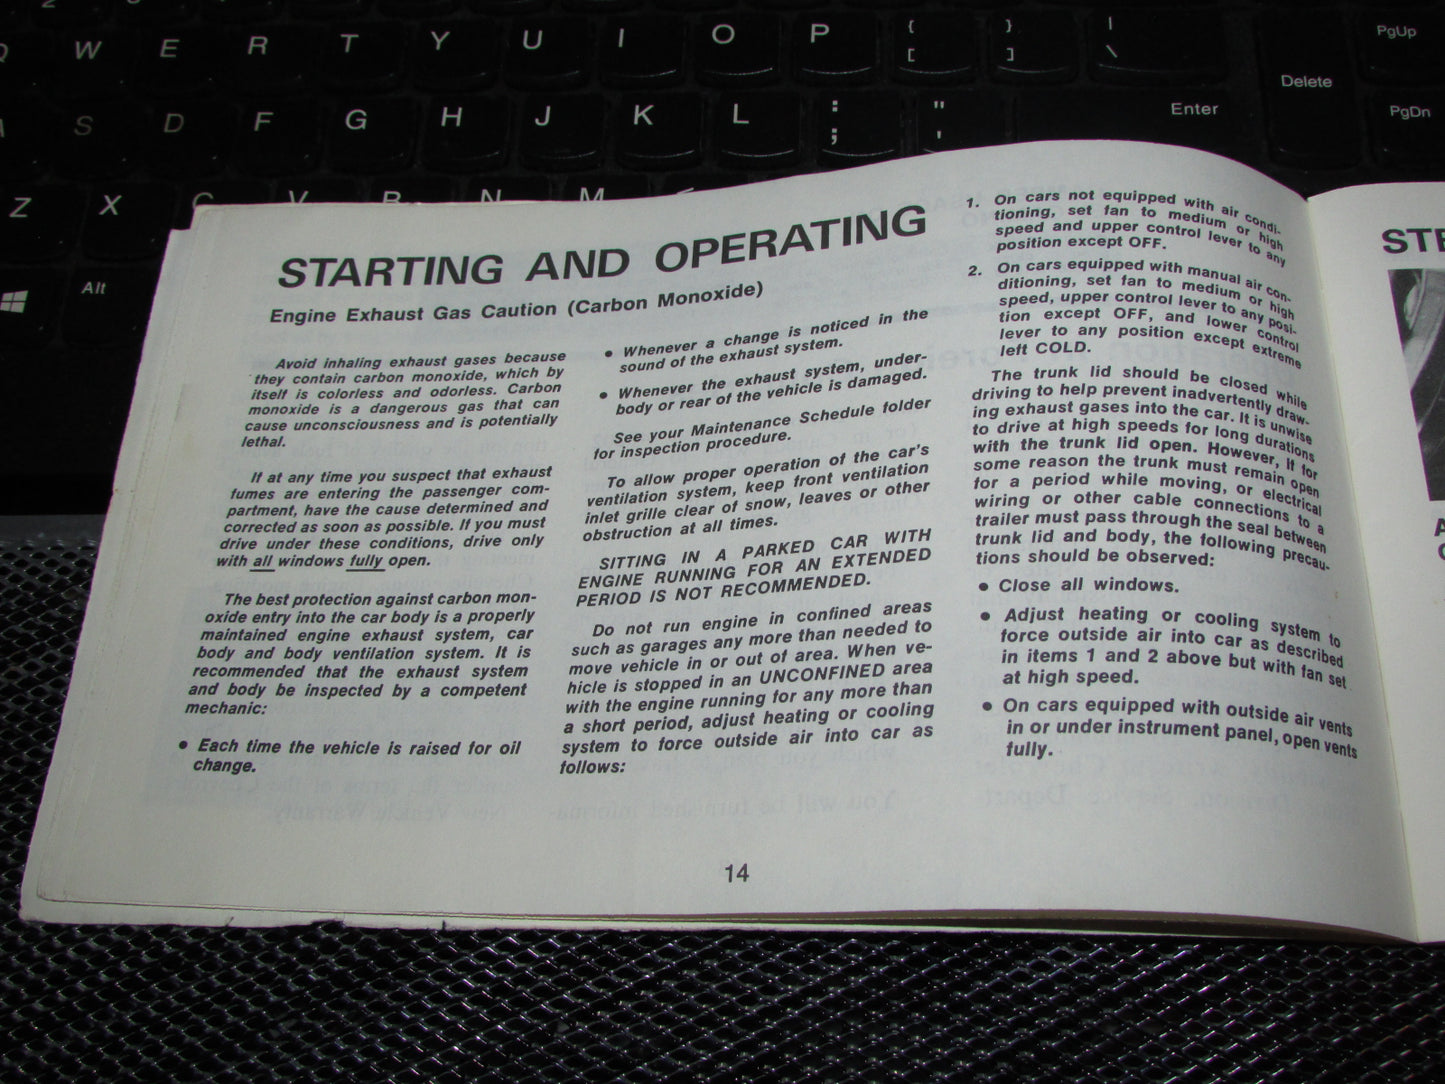 W E R T Y U I O P { [ } ] | \ Delete PgUp
S D F G H J K L : ; " ' Enter PgDn
Z X
Alt
STARTING AND OPERATING
Engine Exhaust Gas Caution (Carbon Monoxide)
Avoid inhaling exhaust gases because
they contain carbon monoxide, which by
itself is colorless and odorless. Carbon
monoxide is a dangerous gas that can
cause unconsciousness and is potentially
lethal.
If at any time you suspect that exhaust
fumes are entering the passenger com-
partment, have the cause determined and
corrected as soon as possible. If you must
drive under these conditions, drive only
with all windows fully open.
The best protection against carbon mon-
oxide entry into the car body is a properly
maintained engine exhaust system, car
body and body ventilation system. It is
recommended that the exhaust system
and body be inspected by a competent
mechanic:
• Each time the vehicle is raised for oil
change.
• Whenever a change is noticed in the
sound of the exhaust system.
• Whenever the exhaust system, under-
body or rear of the vehicle is damaged.
See your Maintenance Schedule folder
for inspection procedure.
To allow proper operation of the car's
ventilation system, keep front ventilation
inlet grille clear of snow, leaves or other
obstruction at all times.
SITTING IN A PARKED CAR WITH
ENGINE RUNNING FOR AN EXTENDED
PERIOD IS NOT RECOMMENDED.
Do not run engine in confined areas
such as garages any more than needed to
move vehicle in or out of area. When ve-
hicle is stopped in an UNCONFINED area
with the engine running for any more than
a short period, adjust heating or cooling
system to force outside air into car as
follows:
1. On cars not equipped with air condi-
tioning, set fan to medium or high
speed and upper control lever to any
position except OFF.
2. On cars equipped with manual air con-
ditioning, set fan to medium or high
speed, upper control lever to any posi-
tion except OFF, and lower control
lever to any position except extreme
left COLD.
The trunk lid should be closed while
driving to help prevent inadvertently draw-
ing exhaust gases into the car. It is unwise
to drive at high speeds for long durations
with the trunk lid open. However, if for
some reason the trunk must remain open
for a period while moving, or electrical
wiring or other cable connections to a
trailer must pass through the seal between
trunk lid and body, the following precau-
tions should be observed:
• Close all windows.
• Adjust heating or cooling system to
force outside air into car as described
in items 1 and 2 above but with fan set
at high speed.
• On cars equipped with outside air vents
in or under instrument panel, open vents
fully.
14